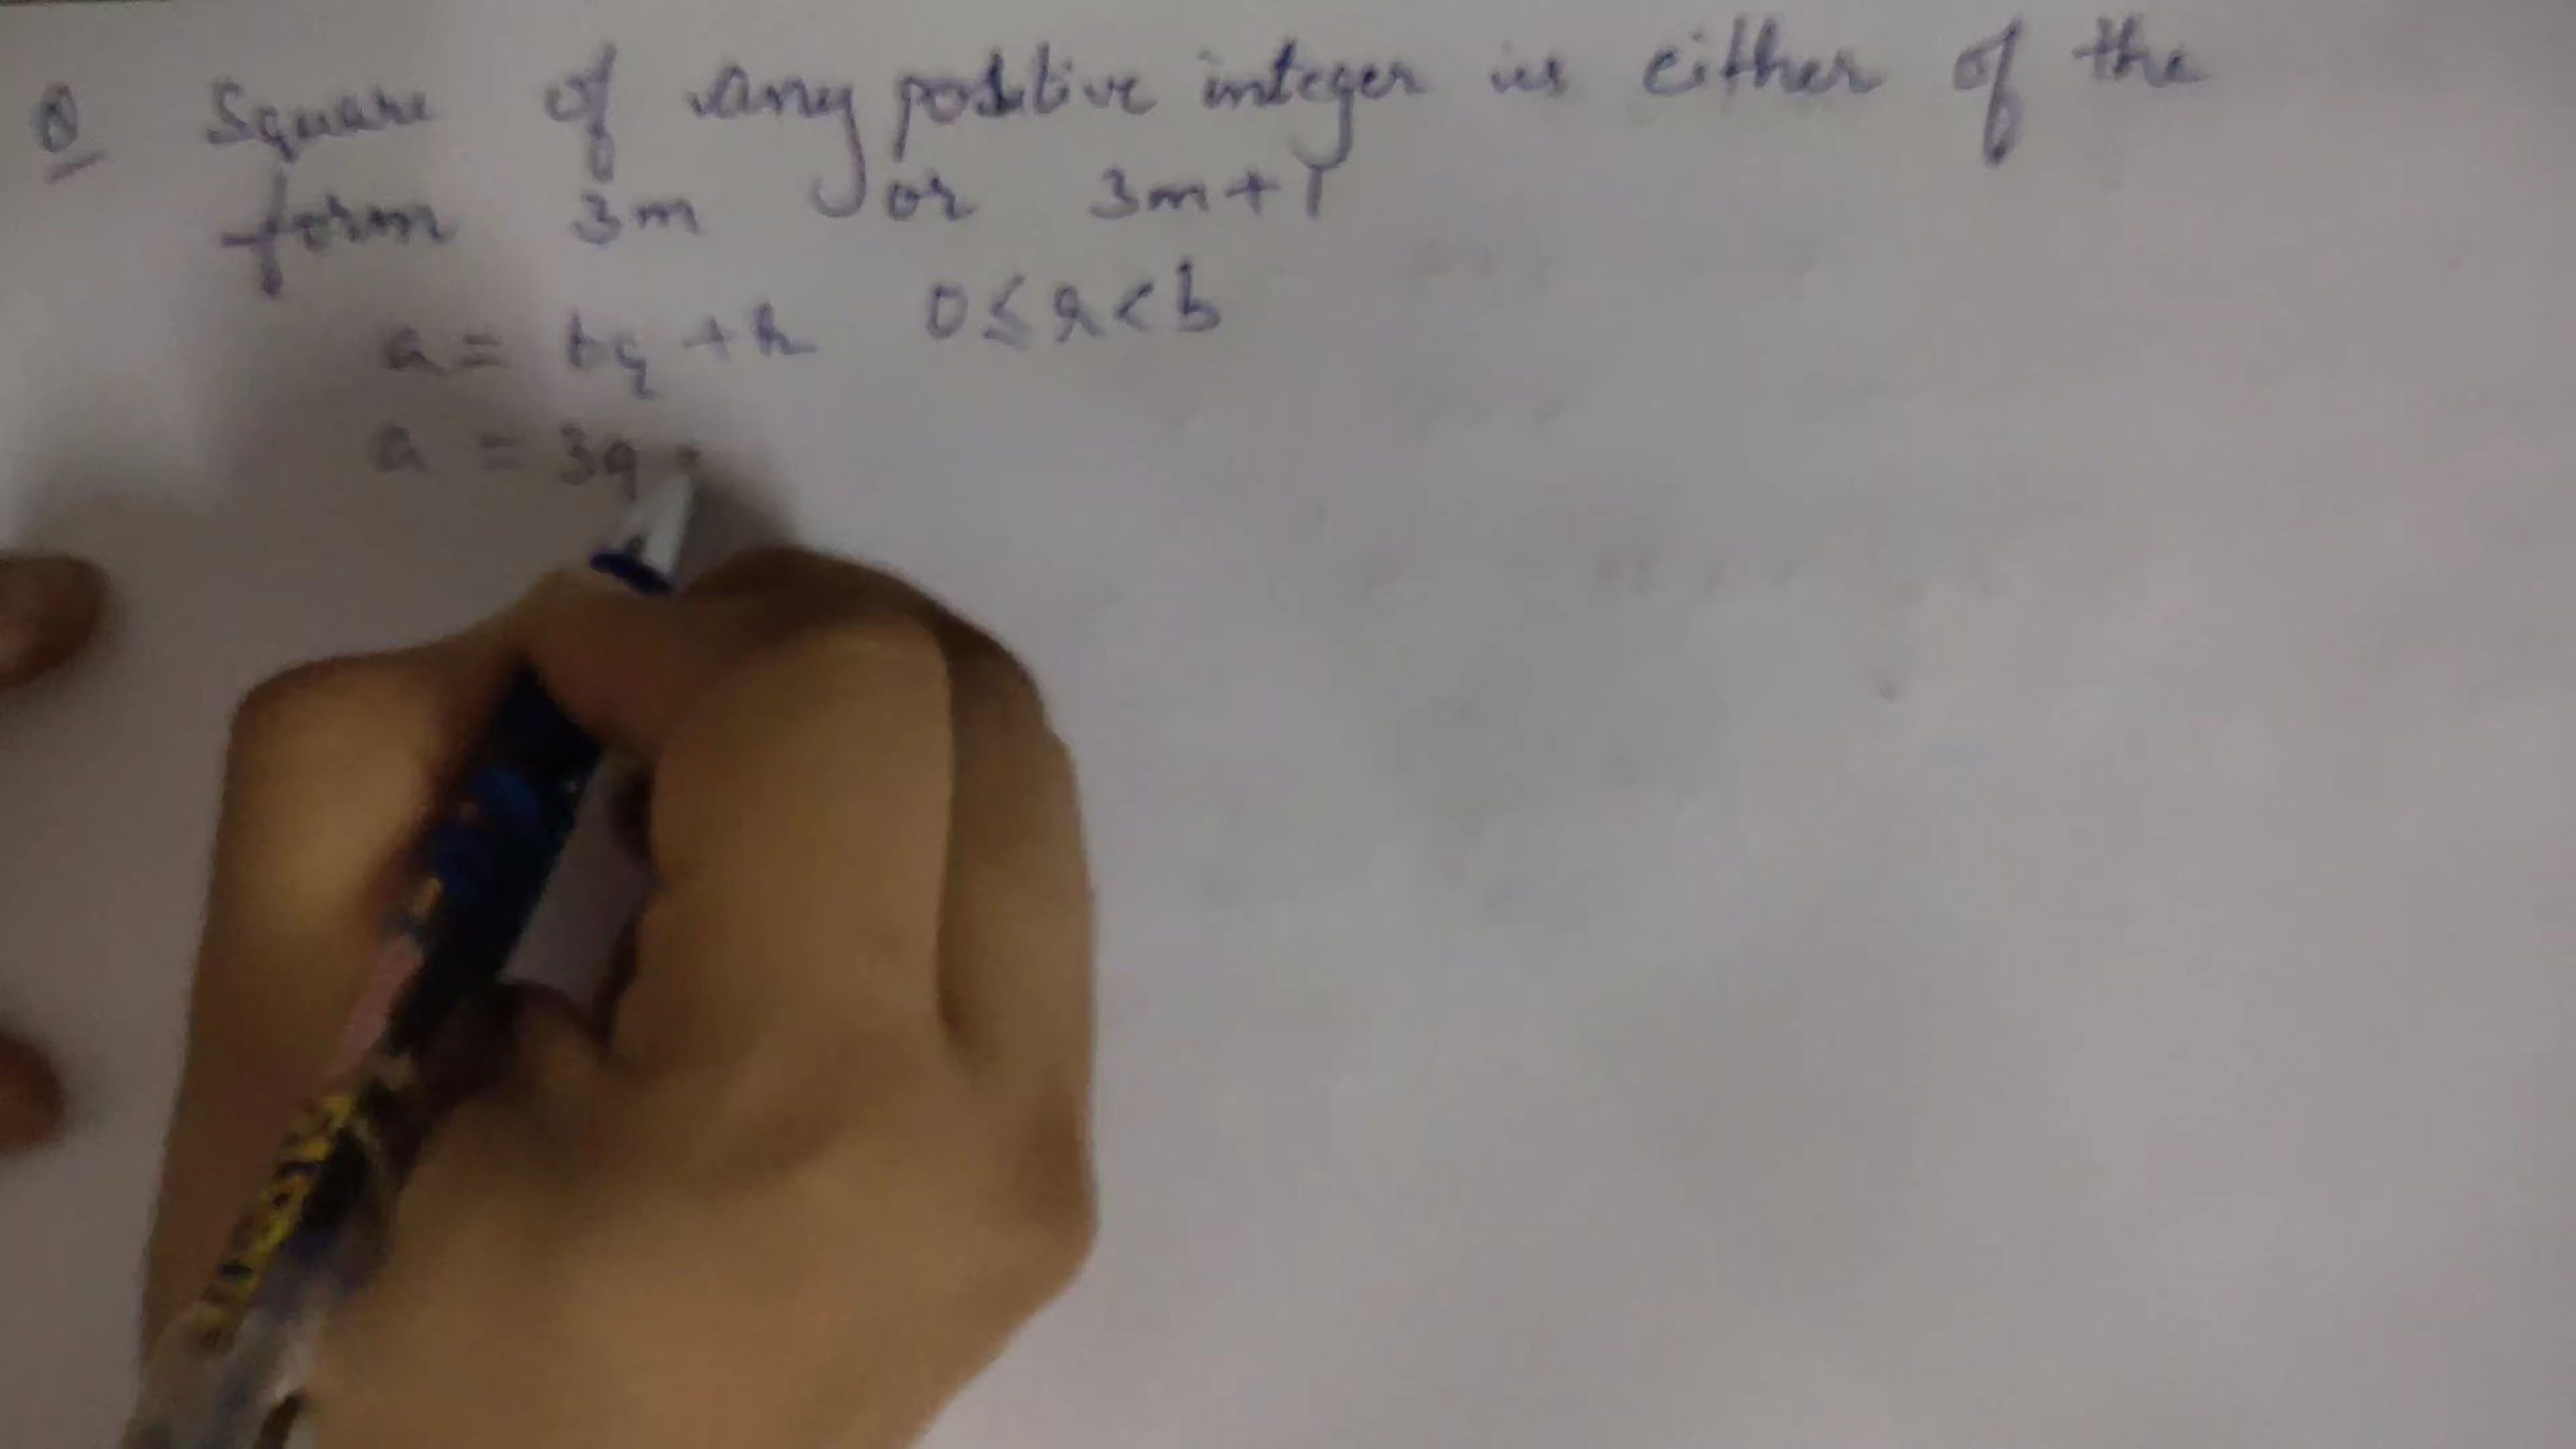 Q Square of any positive integer is either of the
form 3m or 3m+1
a = bq + r 0 ≤ r < b
a = 3q